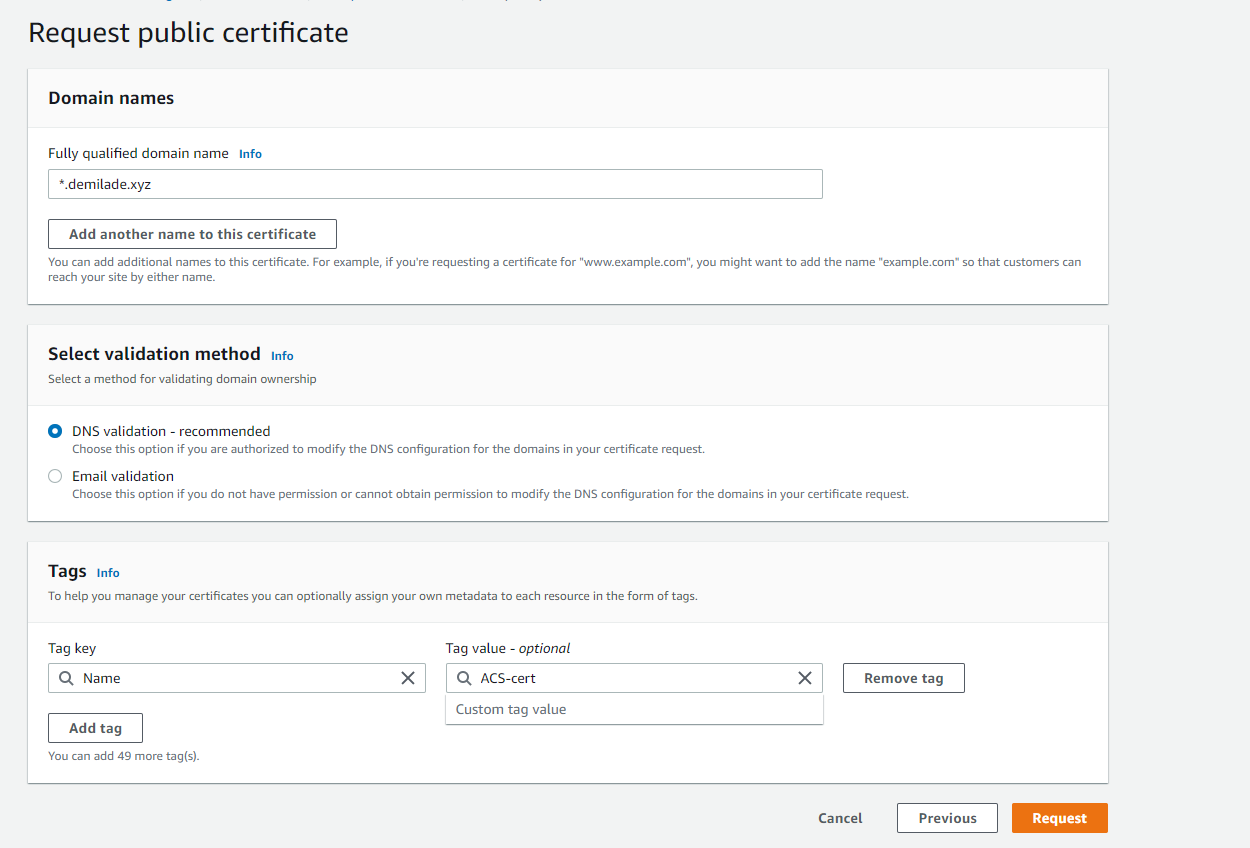 Request public certificate
Domain names
Fully qualified domain name Info
*.demilade.xyz
Add another name to this certificate
You can add additional names to this certificate. For example, if you're requesting a certificate for "www.example.com", you might want to add the name "example.com" so that customers can
reach your site by either name.
Select validation method Info
Select a method for validating domain ownership
DNS validation - recommended
Choose this option if you are authorized to modify the DNS configuration for the domains in your certificate request.
Email validation
Choose this option if you do not have permission or cannot obtain permission to modify the DNS configuration for the domains in your certificate request.
Tags Info
To help you manage your certificates you can optionally assign your own metadata to each resource in the form of tags.
Tag key Tag value - optional
Name ACS-cert Remove tag
Custom tag value
Add tag
You can add 49 more tag(s).
Cancel Previous Request